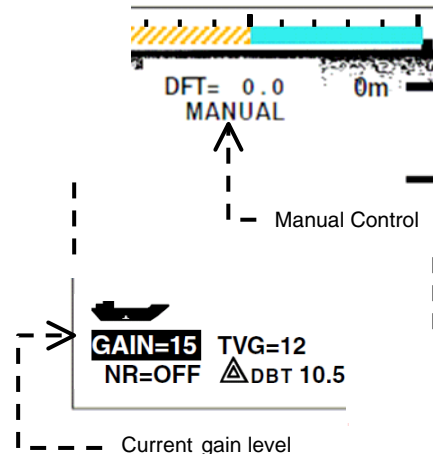 DFT= 0.0 0m
MANUAL
Manual Control
GAIN=15 TVG=12
NR=OFF DBT 10.5
Current gain level